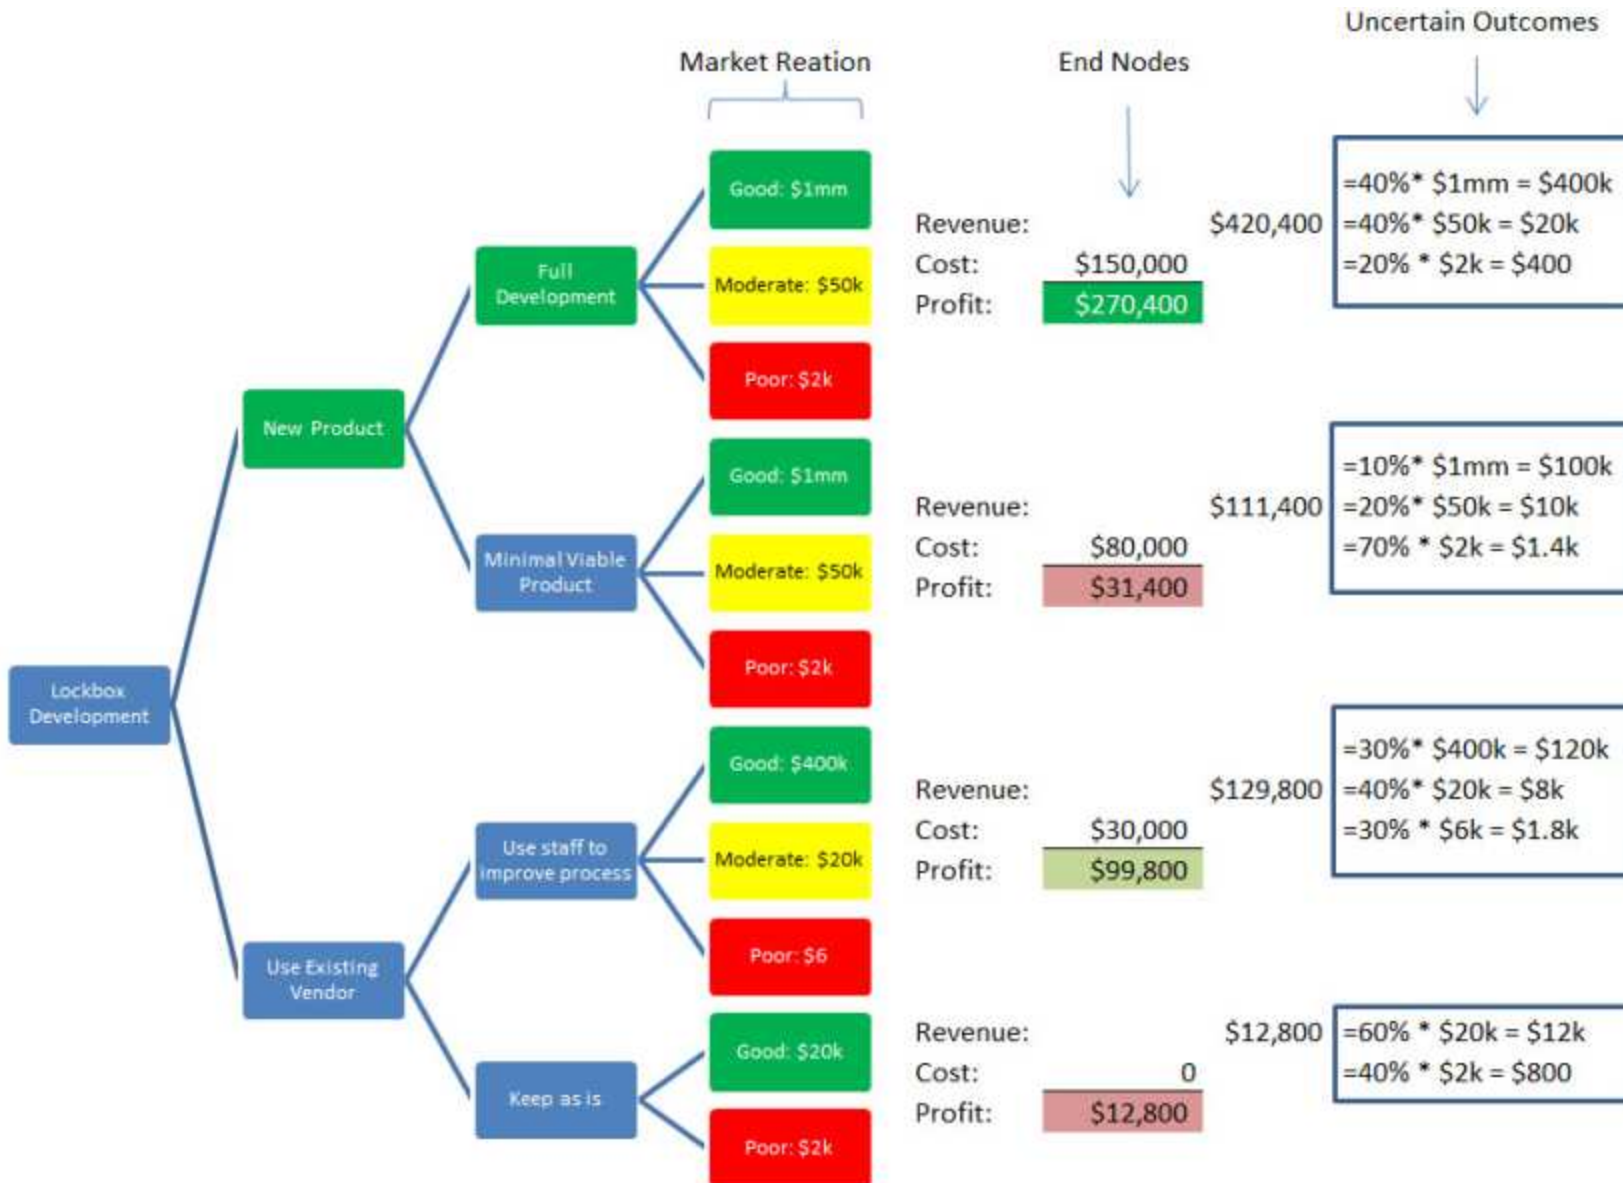 Uncertain Outcomes
Market Reation
End Nodes
Good: $1mm
=40%* $1mm = $400k
Revenue: $420,400 =40%* $50k = $20k
Full
Development
Moderate: $50k
Cost: $150,000
=20% * $2k = $400
Profit: $270,400
Poor: $2k
New Product
Good: $1mm
=10%* $1mm = $100k
Revenue: $111,400 =20%* $50k = $10k
Minimal Viable
Product
Moderate: $50k
Cost: $80,000
=70% * $2k = $1.4k
Profit: $31,400
Poor: $2k
Lockbox
Development
Good: $400k
=30%* $400k = $120k
Revenue: $129,800 =40%* $20k = $8k
Use staff to
improve process
Moderate: $20k
Cost: $30,000
=30% * $6k = $1.8k
Profit: $99,800
Poor: $6
Use Existing
Vendor
Good: $20k
Revenue: $12,800 =60% * $20k = $12k
Cost: 0
=40% * $2k = $800
Keep as is
Profit: $12,800
Poor: $2k